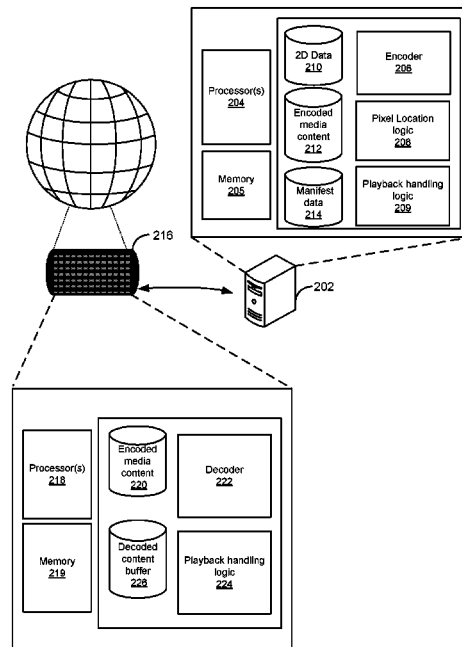 2D Data
210
Encoder
206
Processor(s)
204
Encoded
media
content
212
Pixel Location
logic
208
Memory
205
Manifest
data
214
Playback handling
logic
209
216
202
Encoded
media
content
220
Processor(s)
218
Decoder
222
Memory
219
Decoded
content
buffer
226
Playback handling
logic
224